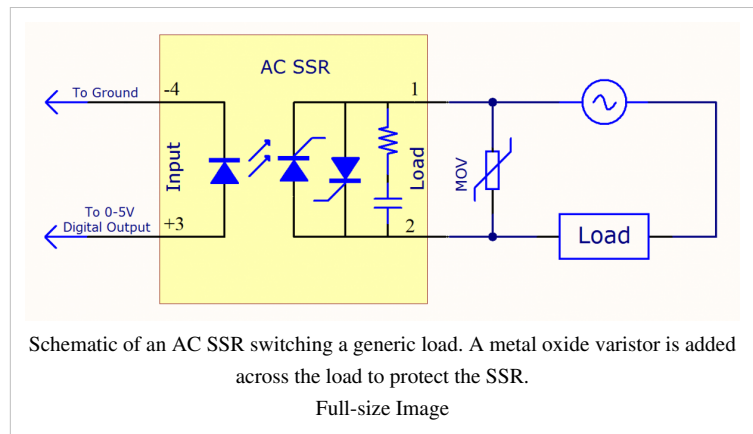 AC SSR
To Ground
-4
1
Input
Load
MOV
To 0-5V
Digital Output
+3
2
Load
Schematic of an AC SSR switching a generic load. A metal oxide varistor is added
across the load to protect the SSR.
Full-size Image